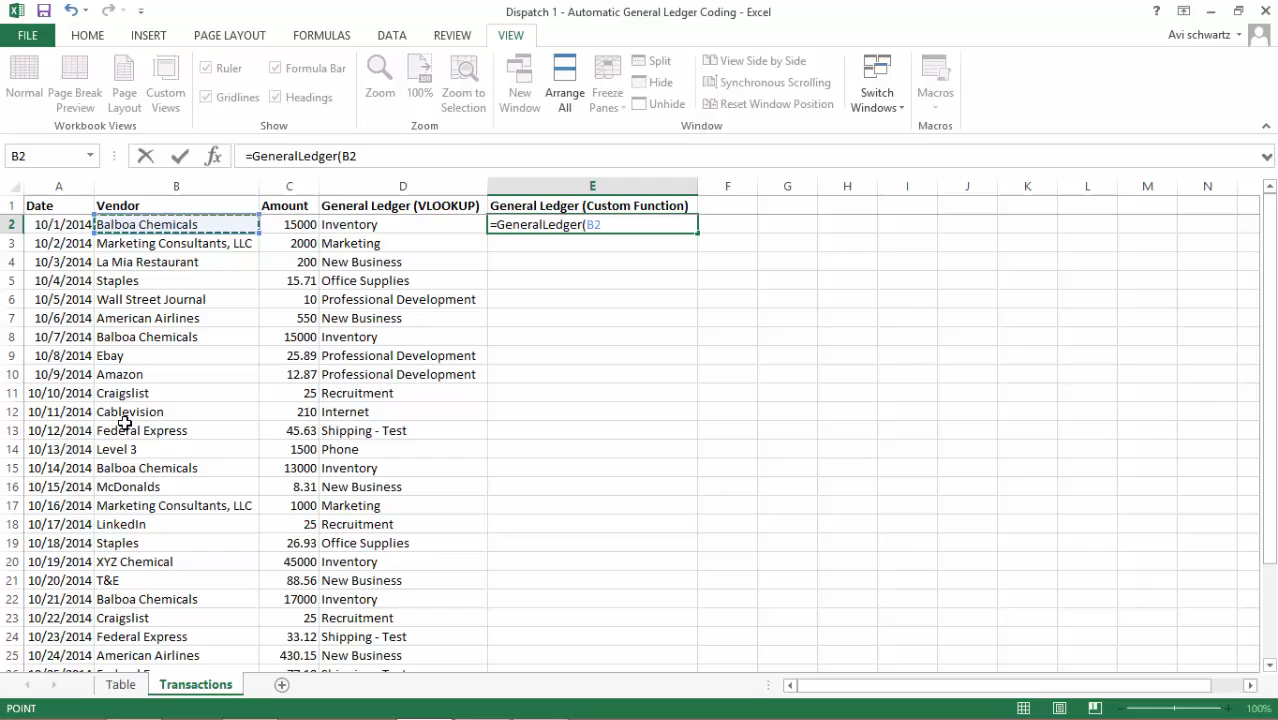 Dispatch 1 - Automatic General Ledger Coding - Excel
FILE HOME INSERT PAGE LAYOUT FORMULAS DATA REVIEW VIEW Avi schwartz
Normal Page Break Preview Page Layout Custom Views Ruler Formula Bar Gridlines Headings Zoom 100% Zoom to Selection New Window Arrange All Freeze Panes Split Hide Unhide View Side by Side Synchronous Scrolling Reset Window Position Switch Windows Macros
Workbook Views Show Zoom Window Macros
B2 fx =GeneralLedger(B2
A B C D E F G H I J K L M N
1 Date Vendor Amount General Ledger (VLOOKUP) General Ledger (Custom Function)
2 10/1/2014 Balboa Chemicals 15000 Inventory =GeneralLedger(B2
3 10/2/2014 Marketing Consultants, LLC 2000 Marketing
4 10/3/2014 La Mia Restaurant 200 New Business
5 10/4/2014 Staples 15.71 Office Supplies
6 10/5/2014 Wall Street Journal 10 Professional Development
7 10/6/2014 American Airlines 550 New Business
8 10/7/2014 Balboa Chemicals 15000 Inventory
9 10/8/2014 Ebay 25.89 Professional Development
10 10/9/2014 Amazon 12.87 Professional Development
11 10/10/2014 Craigslist 25 Recruitment
12 10/11/2014 Cablevision 210 Internet
13 10/12/2014 Federal Express 45.63 Shipping - Test
14 10/13/2014 Level 3 1500 Phone
15 10/14/2014 Balboa Chemicals 13000 Inventory
16 10/15/2014 McDonalds 8.31 New Business
17 10/16/2014 Marketing Consultants, LLC 1000 Marketing
18 10/17/2014 LinkedIn 25 Recruitment
19 10/18/2014 Staples 26.93 Office Supplies
20 10/19/2014 XYZ Chemical 45000 Inventory
21 10/20/2014 T&E 88.56 New Business
22 10/21/2014 Balboa Chemicals 17000 Inventory
23 10/22/2014 Craigslist 25 Recruitment
24 10/23/2014 Federal Express 33.12 Shipping - Test
25 10/24/2014 American Airlines 430.15 New Business
Table Transactions
POINT 100%